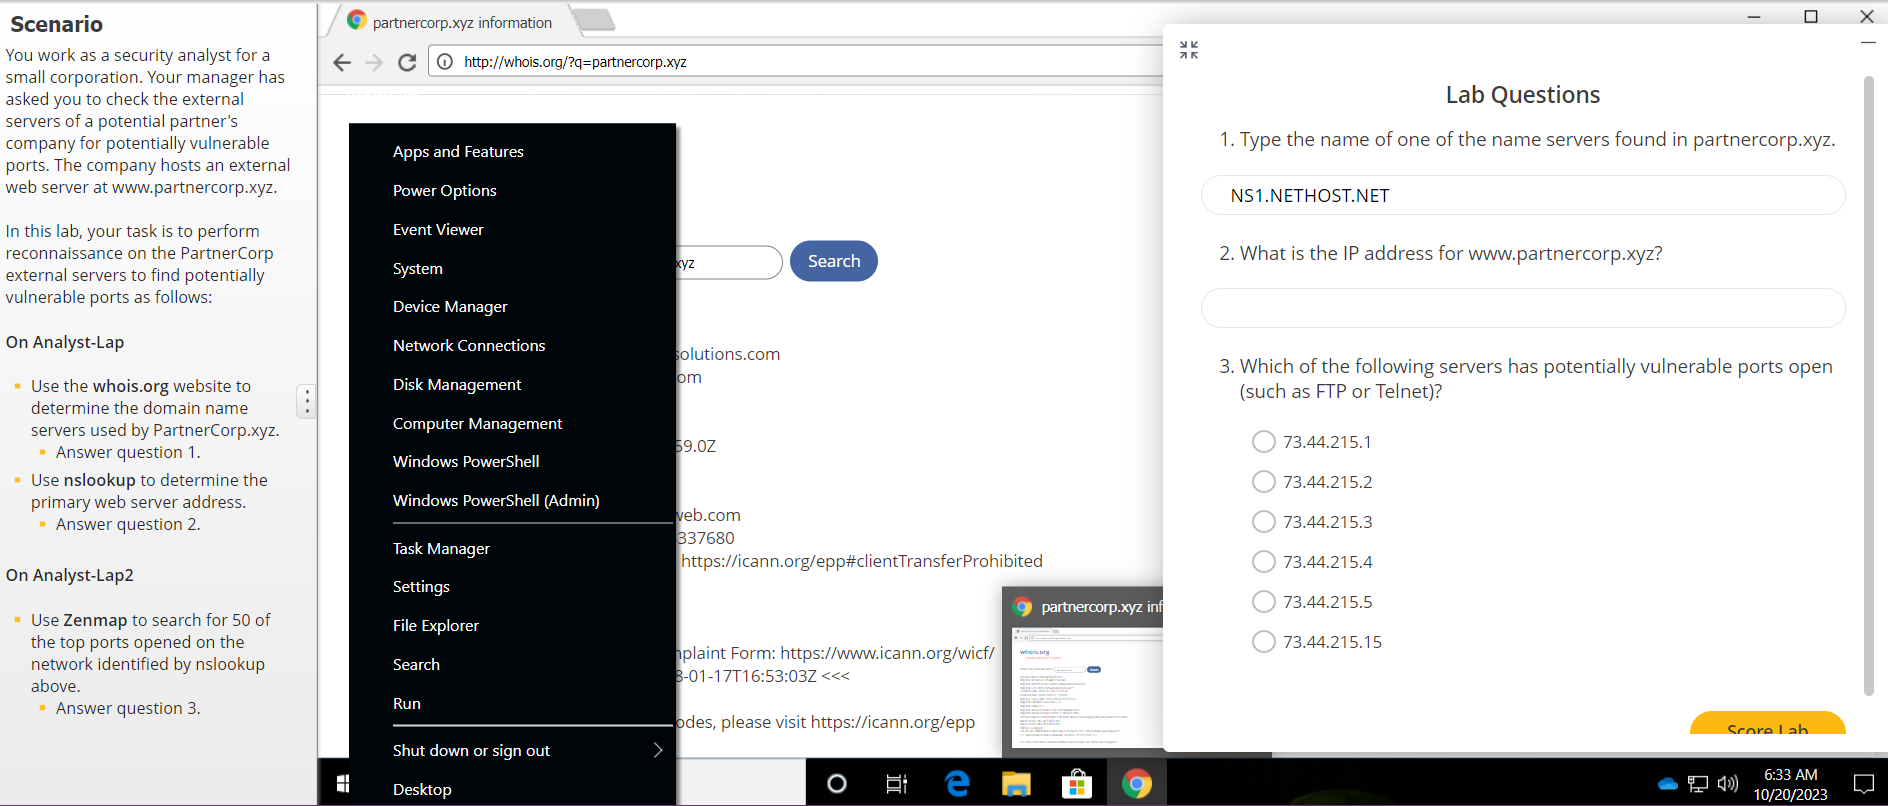 Scenario
You work as a security analyst for a
small corporation. Your manager has
asked you to check the external
servers of a potential partner's
company for potentially vulnerable
ports. The company hosts an external
web server at www.partnercorp.xyz.
In this lab, your task is to perform
reconnaissance on the PartnerCorp
external servers to find potentially
vulnerable ports as follows:
On Analyst-Lap
Use the whois.org website to
determine the domain name
servers used by PartnerCorp.xyz.
Answer question 1.
Use nslookup to determine the
primary web server address.
Answer question 2.
On Analyst-Lap2
Use Zenmap to search for 50 of
the top ports opened on the
network identified by nslookup
above.
Answer question 3.
partnercorp.xyz information
http://whois.org/?q=partnercorp.xyz
Apps and Features
Power Options
Event Viewer
System
Device Manager
Network Connections
Disk Management
Computer Management
Windows PowerShell
Windows PowerShell (Admin)
Task Manager
Settings
File Explorer
Search
Run
Shut down or sign out
Desktop
xyz
Search
solutions.com
om
59.0Z
web.com
337680
https://icann.org/epp#clientTransferProhibited
nplaint Form: https://www.icann.org/wicf/
8-01-17T16:53:03Z <<<
odes, please visit https://icann.org/epp
partnercorp.xyz inf
whois.org
Lab Questions
1. Type the name of one of the name servers found in partnercorp.xyz.
NS1.NETHOST.NET
2. What is the IP address for www.partnercorp.xyz?
3. Which of the following servers has potentially vulnerable ports open
(such as FTP or Telnet)?
73.44.215.1
73.44.215.2
73.44.215.3
73.44.215.4
73.44.215.5
73.44.215.15
Score Lab
6:33 AM
10/20/2023